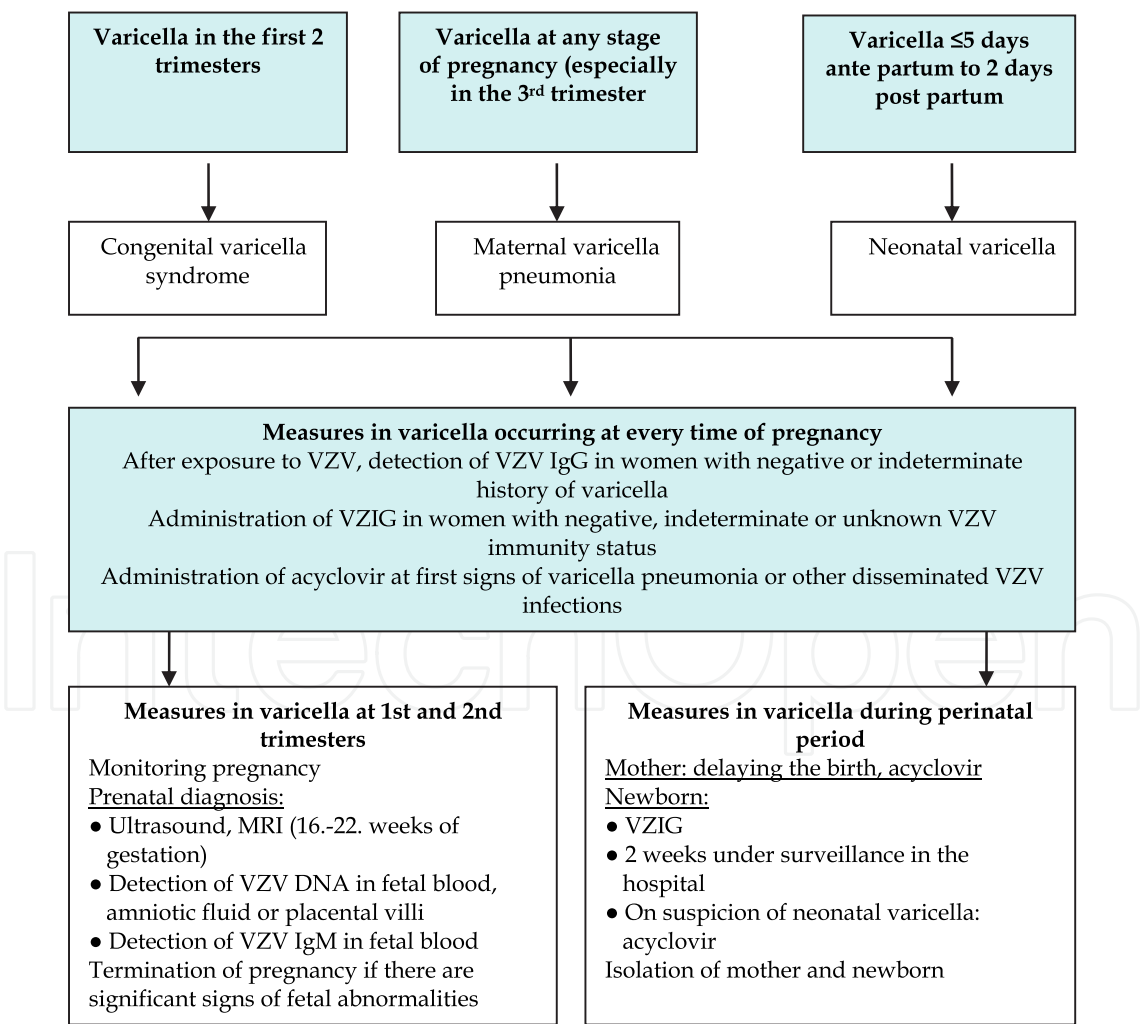 Varicella in the first 2
trimesters
Varicella at any stage
of pregnancy (especially
in the 3rd trimester
Varicella ≤5 days
ante partum to 2 days
post partum
Congenital varicella
syndrome
Maternal varicella
pneumonia
Neonatal varicella
Measures in varicella occurring at every time of pregnancy
After exposure to VZV, detection of VZV IgG in women with negative or indeterminate
history of varicella
Administration of VZIG in women with negative, indeterminate or unknown VZV
immunity status
Administration of acyclovir at first signs of varicella pneumonia or other disseminated VZV
infections
IntechOpen
Measures in varicella at 1st and 2nd
trimesters
Monitoring pregnancy
Prenatal diagnosis:
● Ultrasound, MRI (16.-22. weeks of
gestation)
● Detection of VZV DNA in fetal blood,
amniotic fluid or placental villi
● Detection of VZV IgM in fetal blood
Termination of pregnancy if there are
significant signs of fetal abnormalities
Measures in varicella during perinatal
period
Mother: delaying the birth, acyclovir
Newborn:
● VZIG
● 2 weeks under surveillance in the
hospital
● On suspicion of neonatal varicella:
acyclovir
Isolation of mother and newborn